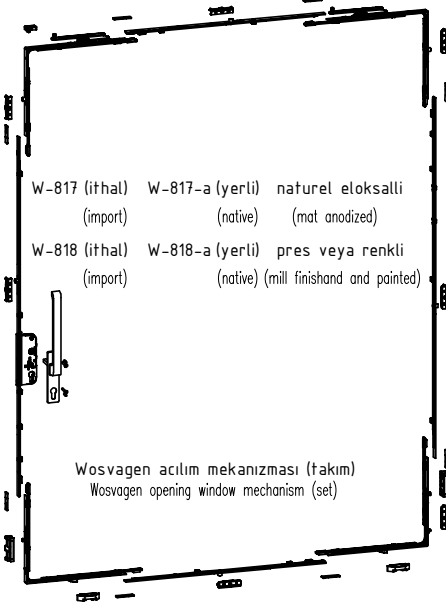 W-817 (ithal) W-817-a (yerli) naturel eloksalli
(import) (native) (mat anodized)
W-818 (ithal) W-818-a (yerli) pres veya renkli
(import) (native) (mill finishand and painted)
Wosvagen acılım mekanızması (takım)
Wosvagen opening window mechanism (set)